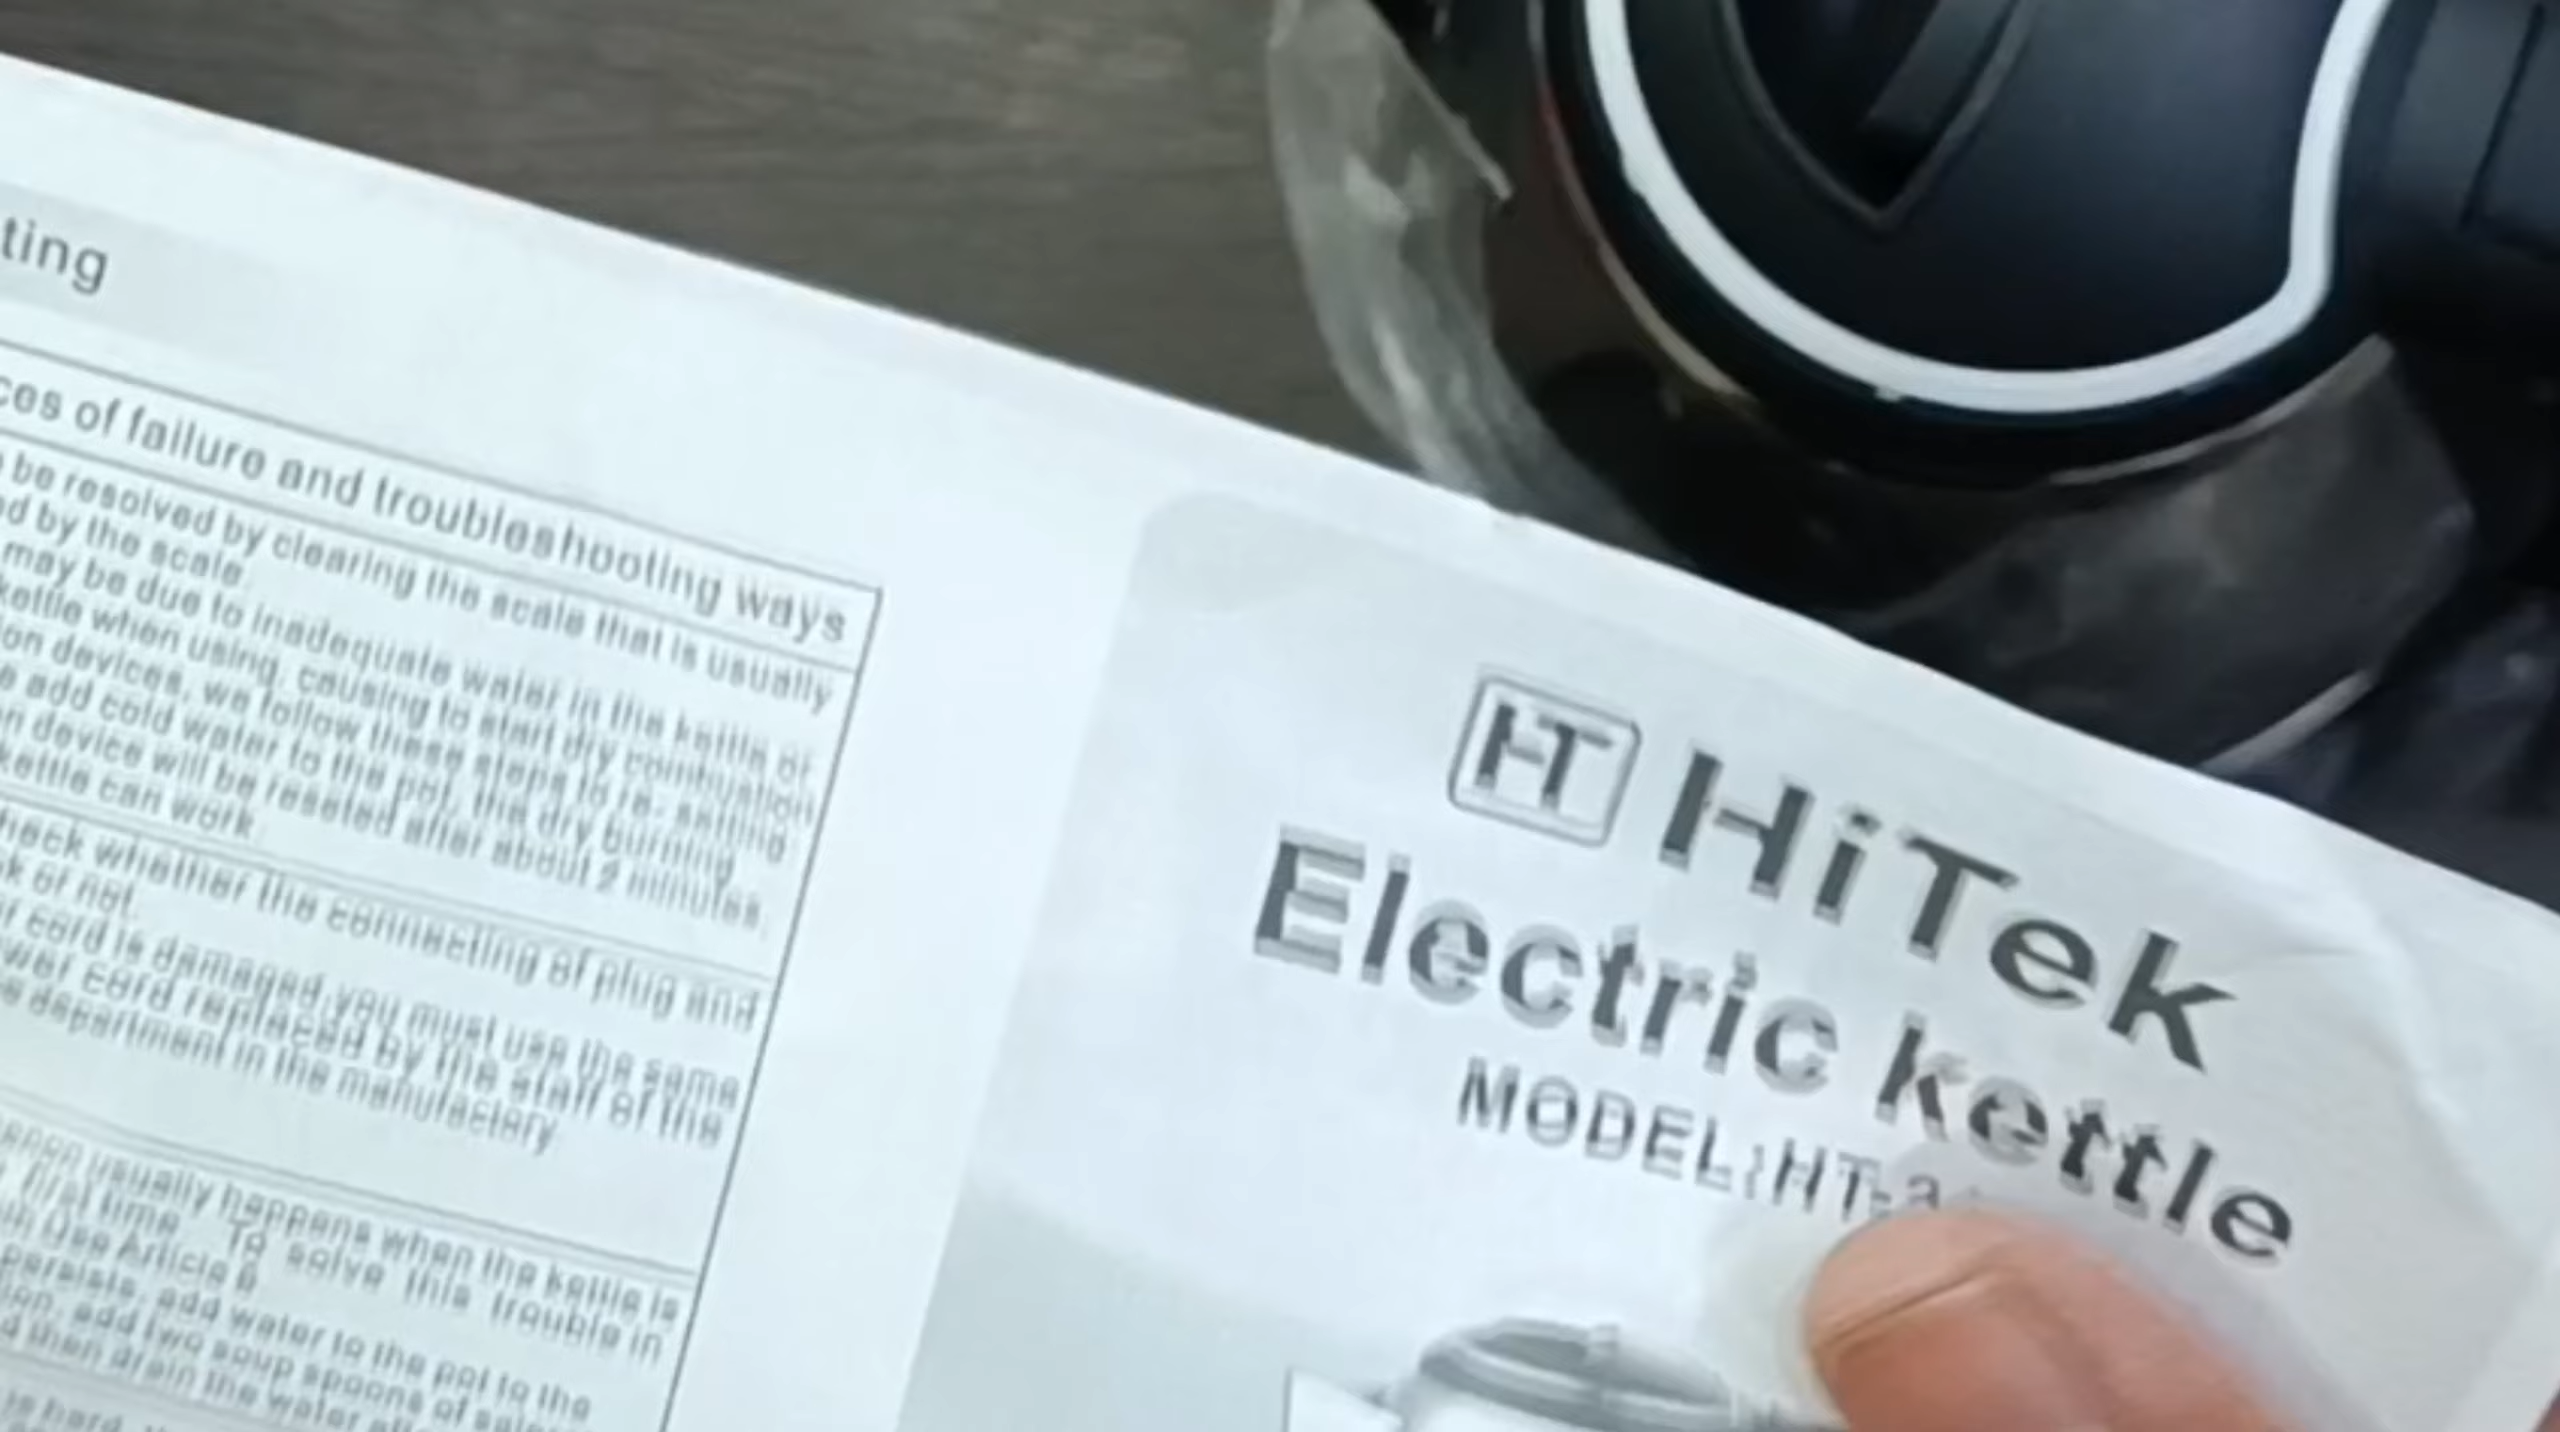 ting
ces of failure and troubleshooting ways
be resolved by clearing the scale that is usually
by the scale.
may be due to inadequate water in the kettle or
kettle when using, causing to start dry combustion
devices, we follow these steps to re- setting
add cold water to the pot, the dry burning
device will be reseted after about 2 minutes.
kettle can work
heck whether the connecting of plug and
or not.
cord is damaged, you must use the same
cord replaced by the staff of the
department in the manufactory.
usually happens when the kettle is
first time. To solve this trouble in
Use Article
persists, add water to the pot to the
add two soup spoons of
then drain the water
is hard,
HT HiTek
Electric kettle
MODEL:HT-